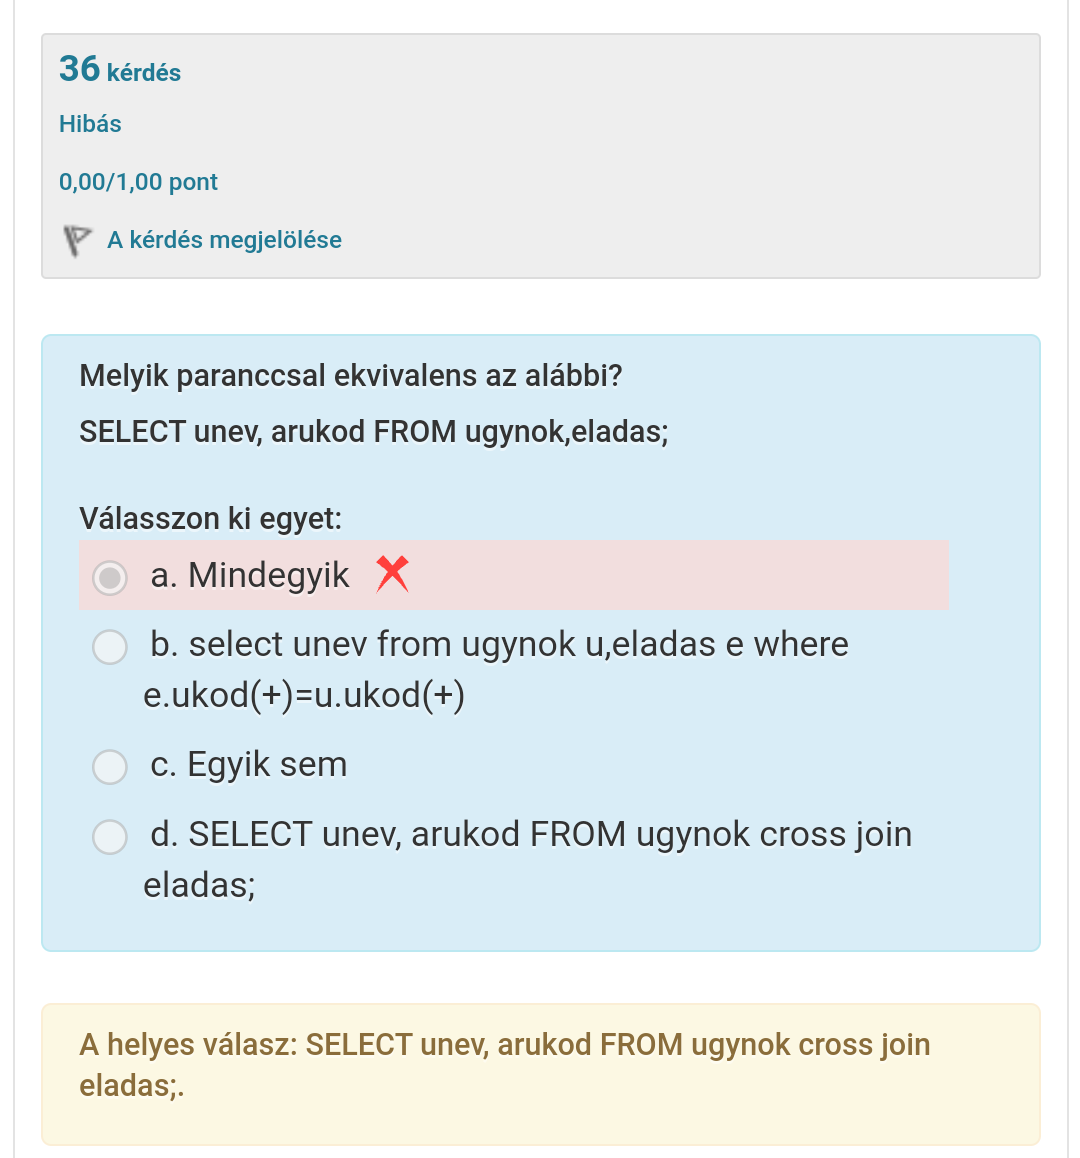 36 kérdés
Hibás
0,00/1,00 pont
A kérdés megjelölése
Melyik paranccsal ekvivalens az alábbi?
SELECT unev, arukod FROM ugynok,eladas;
Válasszon ki egyet:
a. Mindegyik
b. select unev from ugynok u,eladas e where
e.ukod(+)=u.ukod(+)
c. Egyik sem
d. SELECT unev, arukod FROM ugynok cross join
eladas;
A helyes válasz: SELECT unev, arukod FROM ugynok cross join
eladas;.